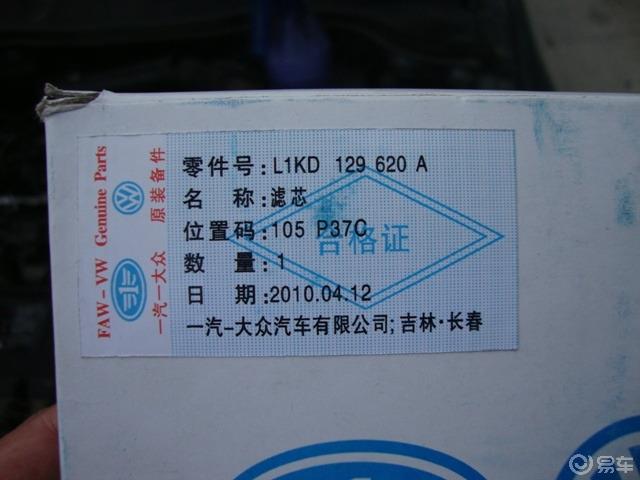 FAW-VW Genuine Parts
一汽-大众 原装备件
零件号:L1KD 129 620 A
名 称:滤芯
位置码:105 P37C
数 量:1
日 期:2010.04.12
一汽-大众汽车有限公司;吉林·长春
合格证
易车